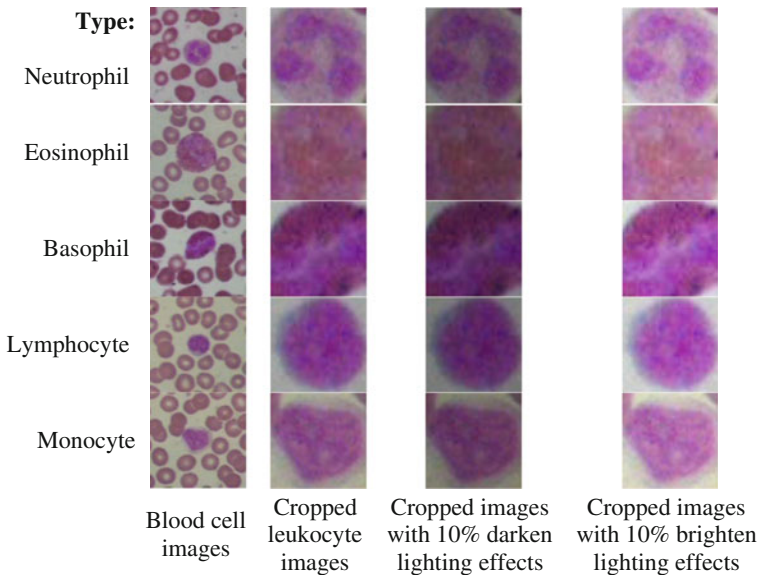 Type:
Neutrophil
Eosinophil
Basophil
Lymphocyte
Monocyte
Blood cell
images
Cropped
leukocyte
images
Cropped images
with 10% darken
lighting effects
Cropped images
with 10% brighten
lighting effects